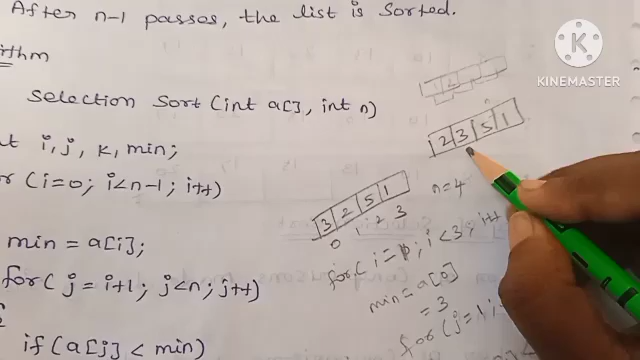 After n-1 passes, the list is sorted.
ithm
Selection Sort (int a[], int n)
nt i, j, k, min;
or (i=0; i<n-1; i++)
min = a[i];
for( j = i+1; j<n; j++)
if (a[j] < min)
K
KINEMASTER
2 3 5 1
n=4
3 2 5 1
0 1 2 3
for( i= ; i<3; i++
min = a[0]
= 3
for( j=1;